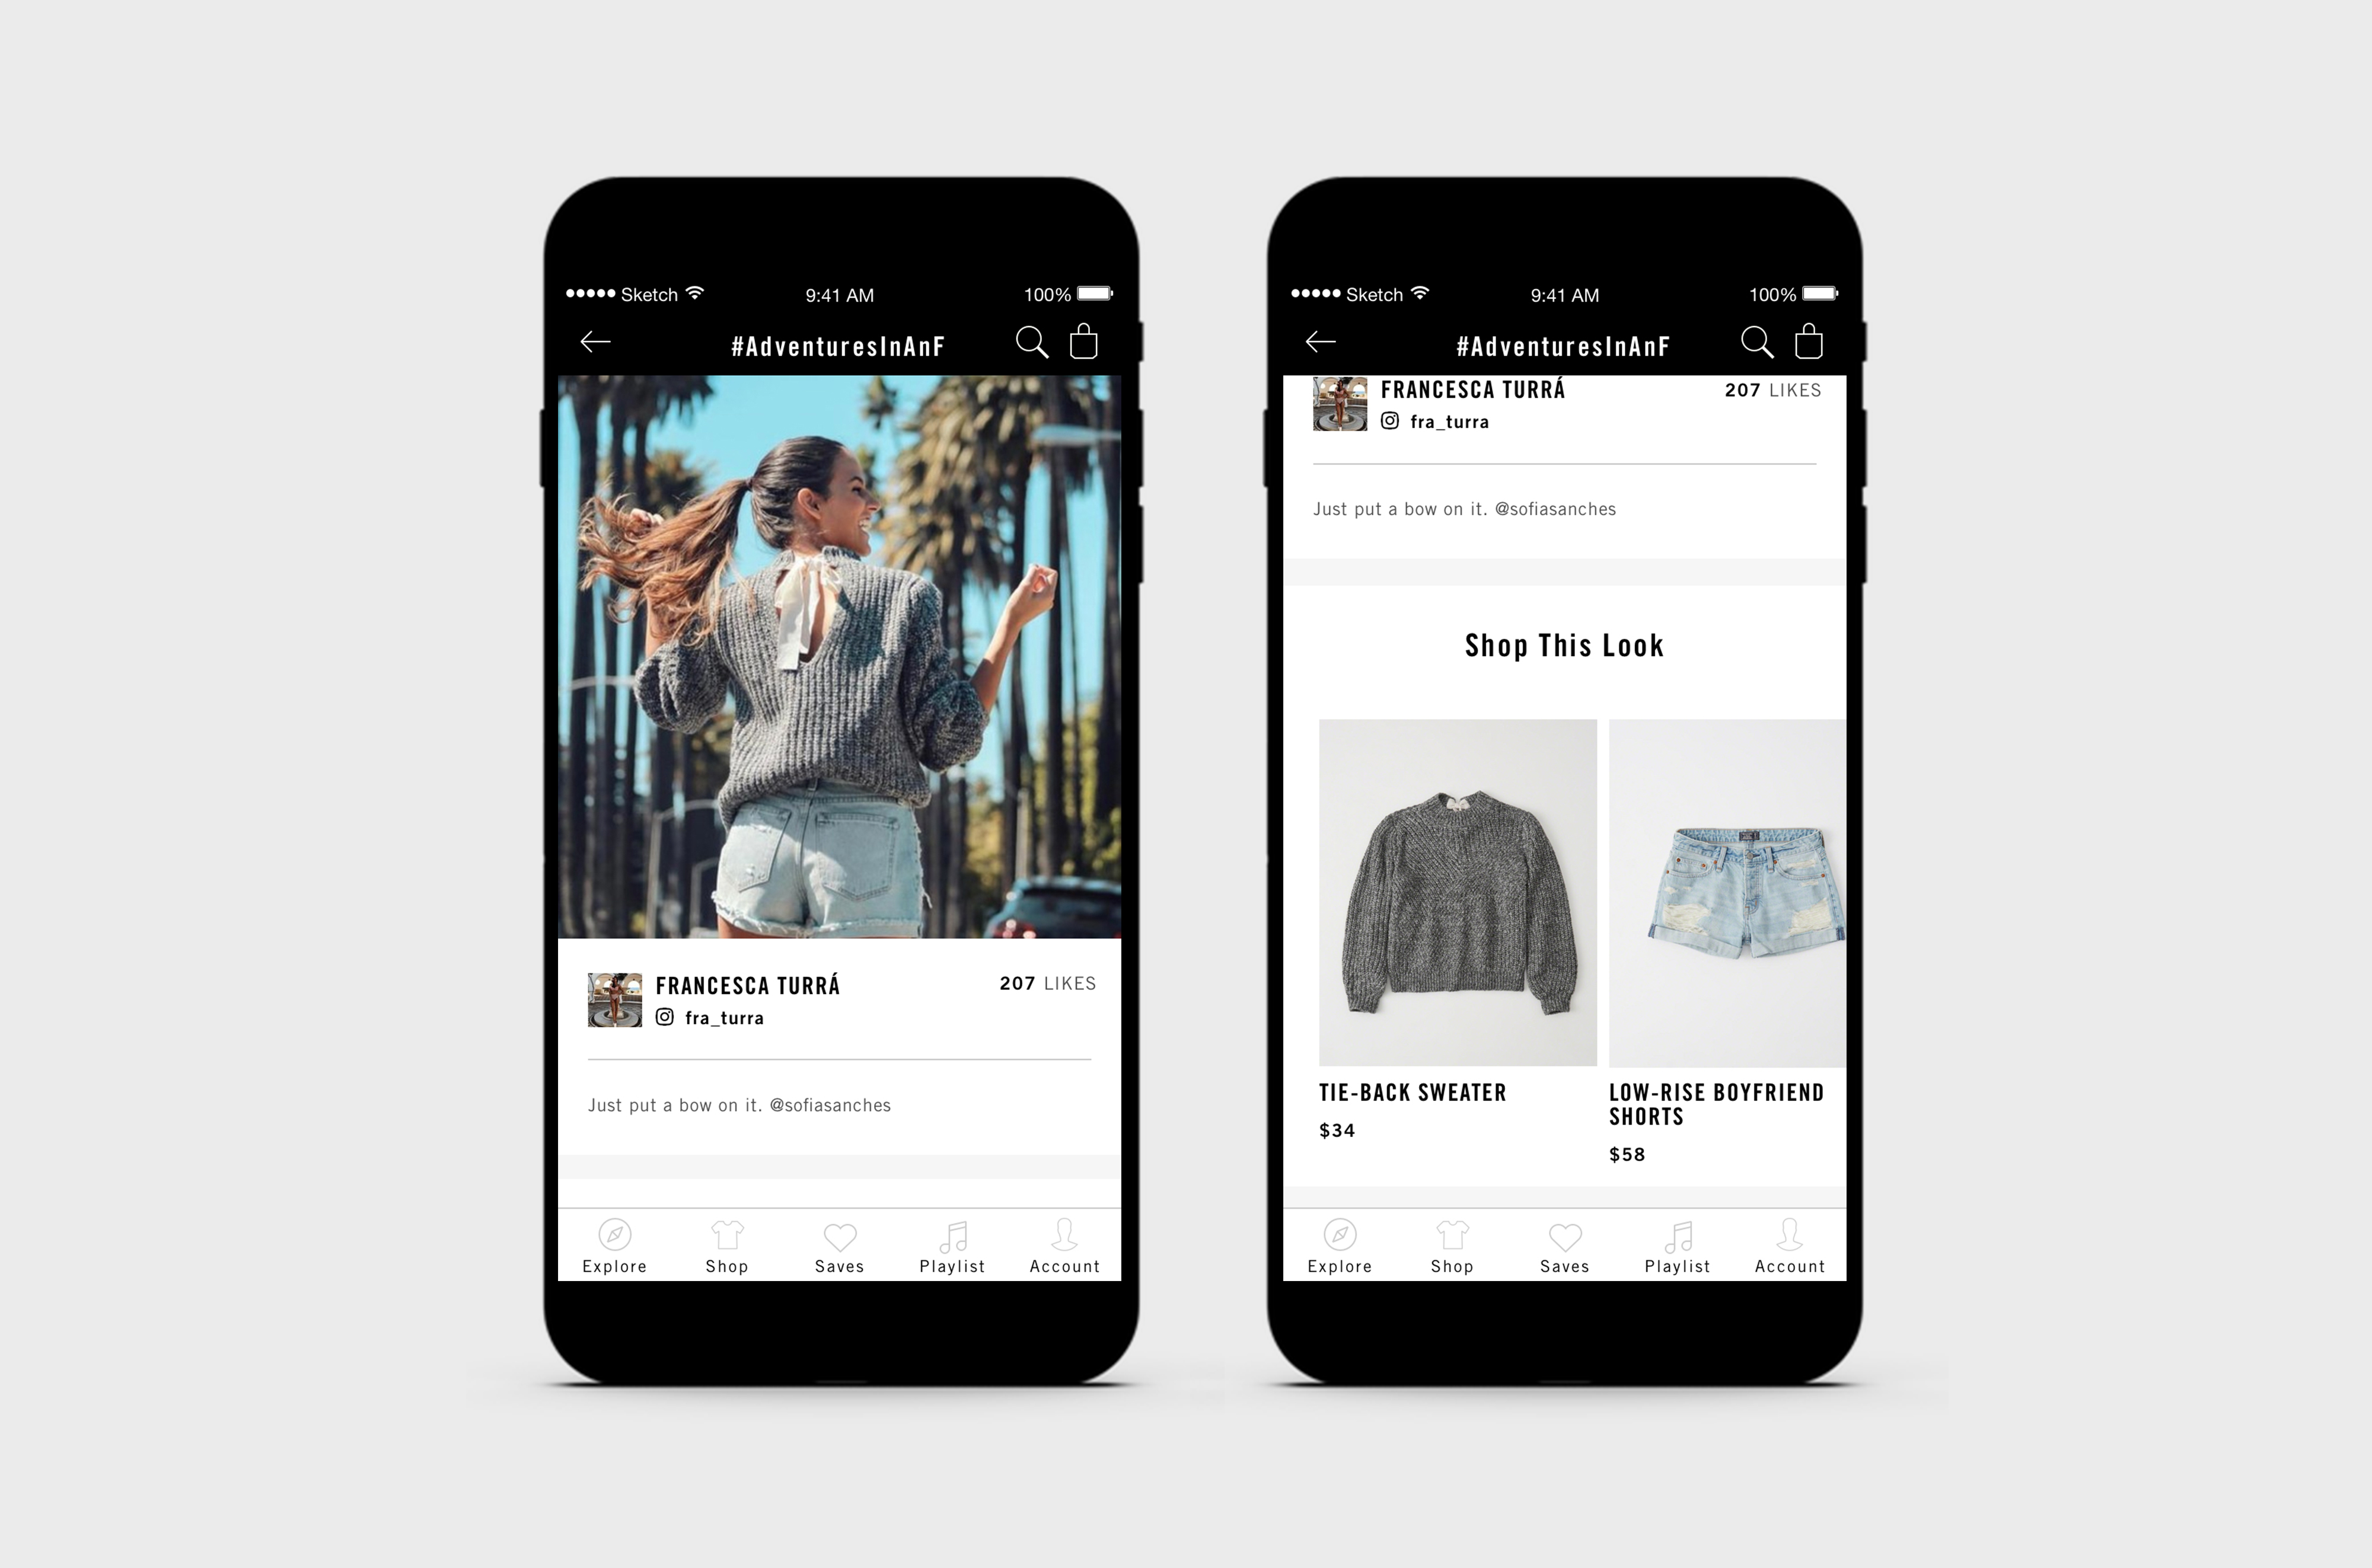 Sketch 9:41 AM 100%
#AdventuresInAnF
FRANCESCA TURRÁ 207 LIKES
fra_turra
Just put a bow on it. @sofiasanches
Explore Shop Saves Playlist Account
Sketch 9:41 AM 100%
#AdventuresInAnF
FRANCESCA TURRÁ 207 LIKES
fra_turra
Just put a bow on it. @sofiasanches
Shop This Look
TIE-BACK SWEATER
$34
LOW-RISE BOYFRIEND
SHORTS
$58
Explore Shop Saves Playlist Account